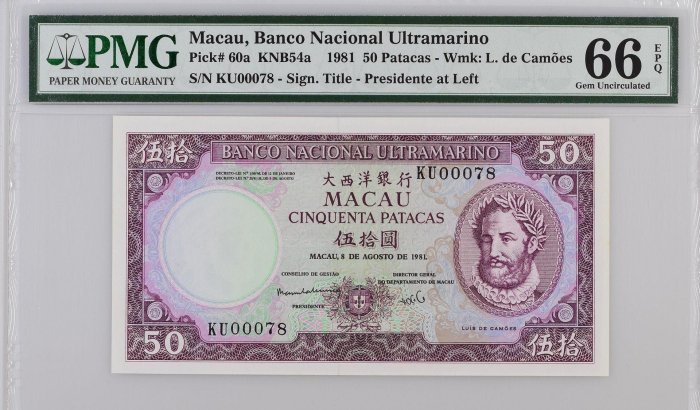 PMG
PAPER MONEY GUARANTY
Macau, Banco Nacional Ultramarino
Pick# 60a KNB54a 1981 50 Patacas - Wmk: L. de Camões
S/N KU00078 - Sign. Title - Presidente at Left
66 EPQ
Gem Uncirculated
伍拾 BANCO NACIONAL ULTRAMARINO 50
大西洋銀行 KU00078
MACAU
CINQUENTA PATACAS
伍拾圓
MACAU, 8 DE AGOSTO DE 1981.
CONSELHO DE GESTÃO
DIRECTOR GERAL
DO DEPARTAMENTO DE MACAU
PRESIDENTE
KU00078
LUÍS DE CAMÕES
50 伍拾